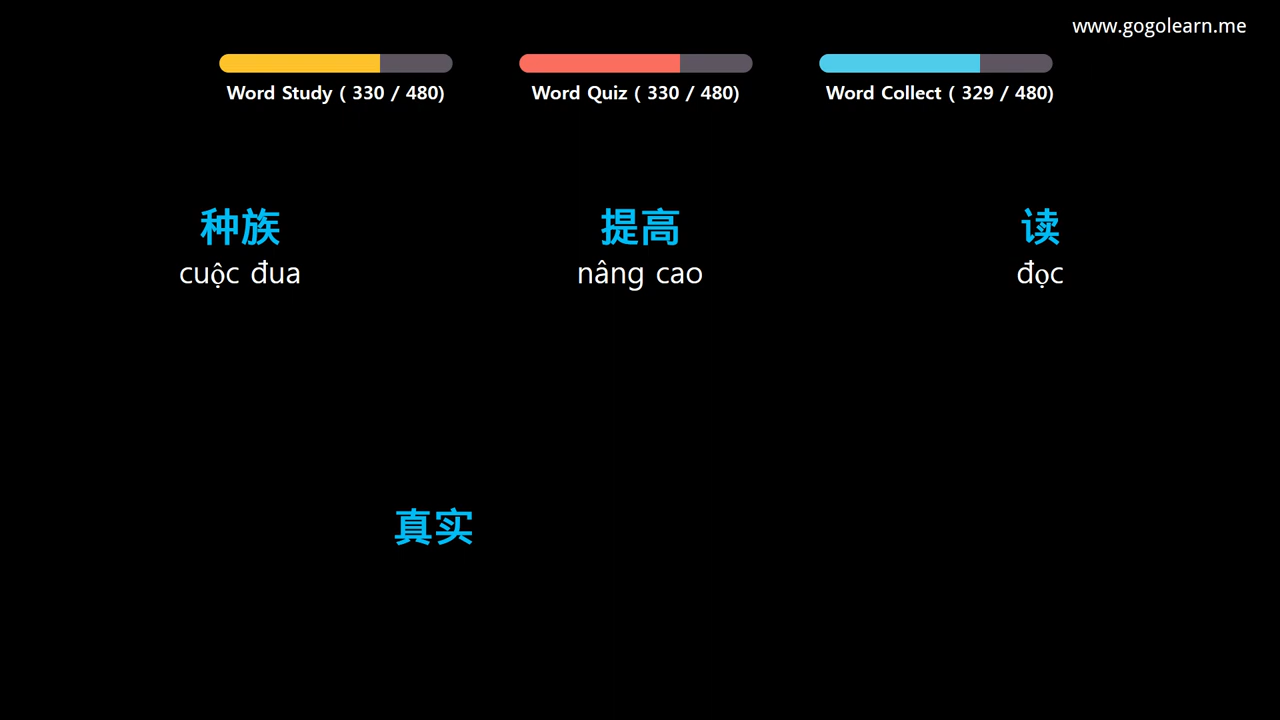 www.gogolearn.me
Word Study ( 330 / 480)
Word Quiz ( 330 / 480)
Word Collect ( 329 / 480)
种族
提高
读
cuộc đua
nâng cao
đọc
真实